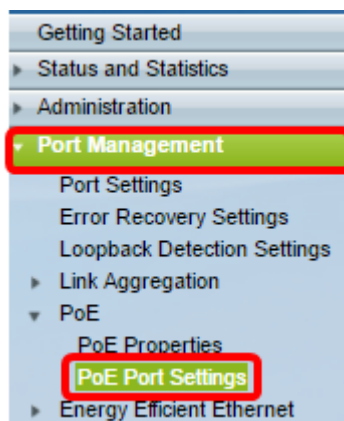 Getting Started
Status and Statistics
Administration
Port Management
Port Settings
Error Recovery Settings
Loopback Detection Settings
Link Aggregation
PoE
PoE Properties
PoE Port Settings
Energy Efficient Ethernet